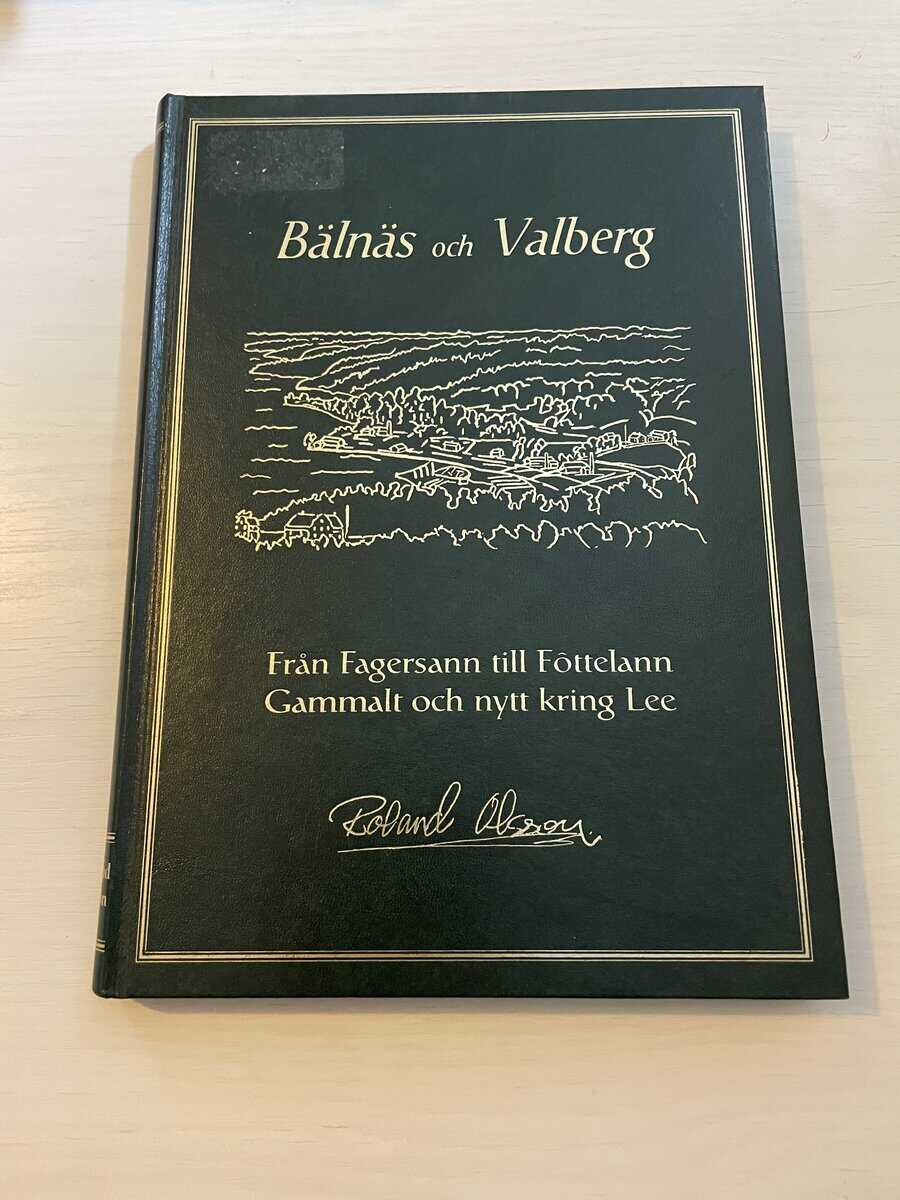 Bälnäs och Valberg
Från Fagersann till Fôttelann
Gammalt och nytt kring Lee
Roland Olsson